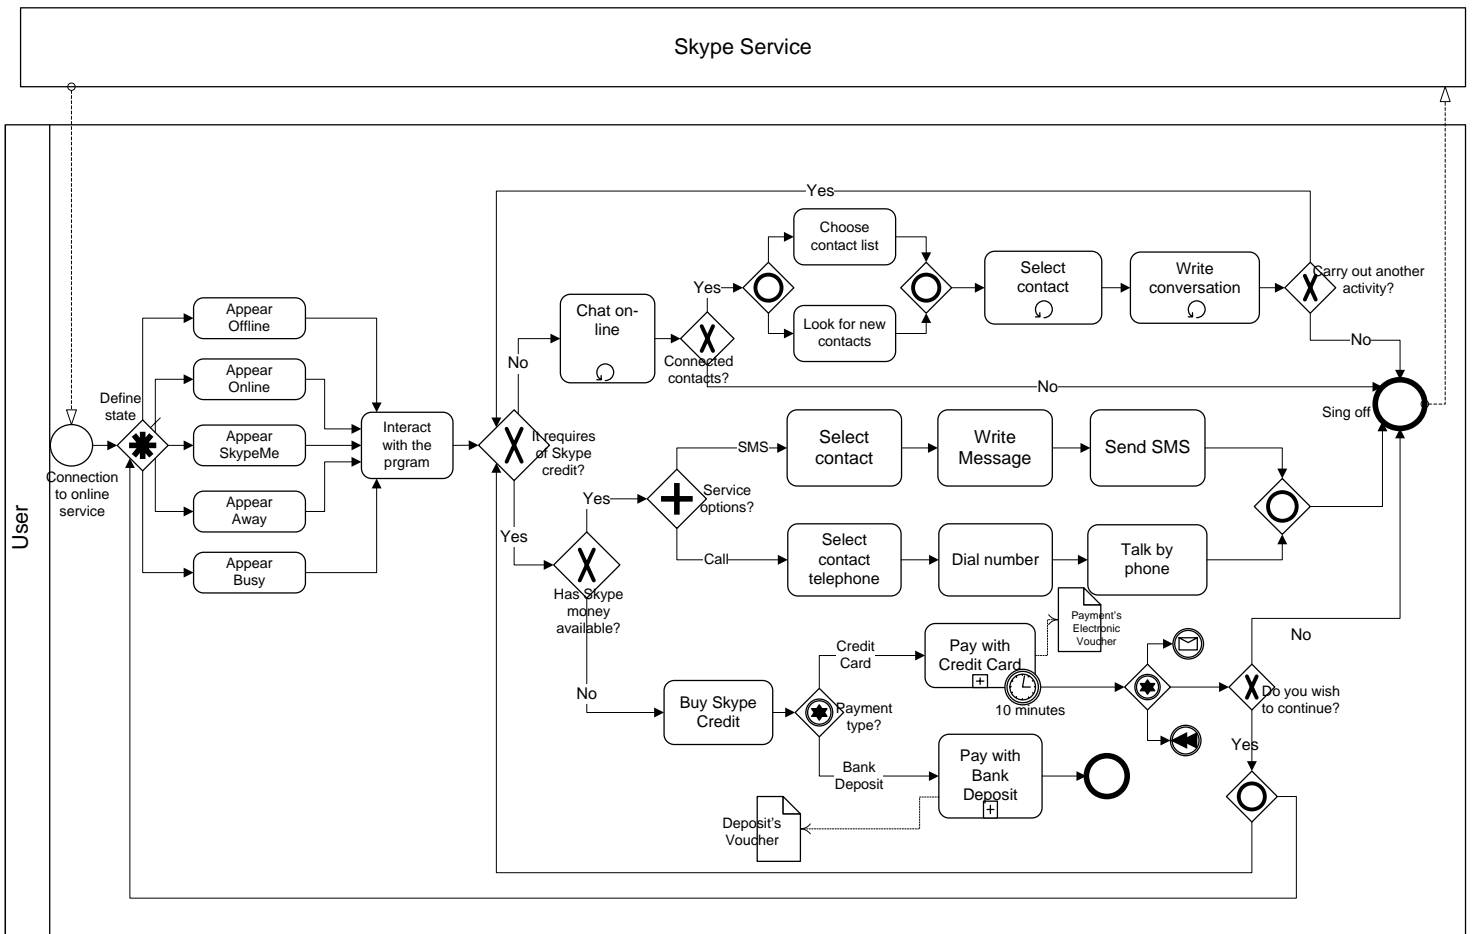 Skype Service
User
Connection
to online
service
Define
state
Appear
Offline
Appear
Online
Appear
SkypeMe
Appear
Away
Appear
Busy
Interact
with the
prgram
It requires
of Skype
credit?
No
Yes
Chat on-
line
Connected
contacts?
Yes
No
Choose
contact list
Look for new
contacts
Select
contact
Write
conversation
Carry out another
activity?
Yes
No
Sing off
Has Skype
money
available?
Yes
No
Service
options?
SMS
Select
contact
Write
Message
Send SMS
Call
Select
contact
telephone
Dial number
Talk by
phone
Buy Skype
Credit
Payment
type?
Credit
Card
Pay with
Credit Card
10 minutes
Payment's
Electronic
Voucher
Bank
Deposit
Pay with
Bank
Deposit
Deposit's
Voucher
Do you wish
to continue?
No
Yes